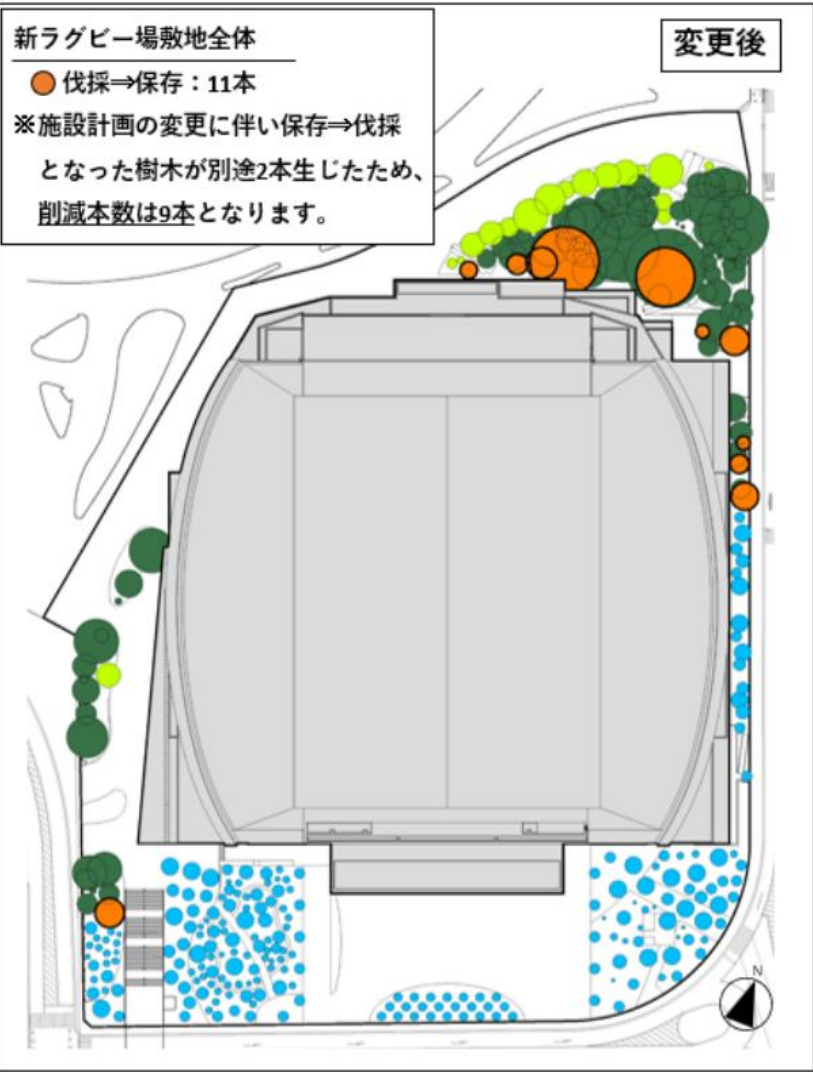 新ラグビー場敷地全体
伐採⇒保存：11本
※施設計画の変更に伴い保存⇒伐採
となった樹木が別途2本生じたため、
削減本数は9本となります。
変更後
N